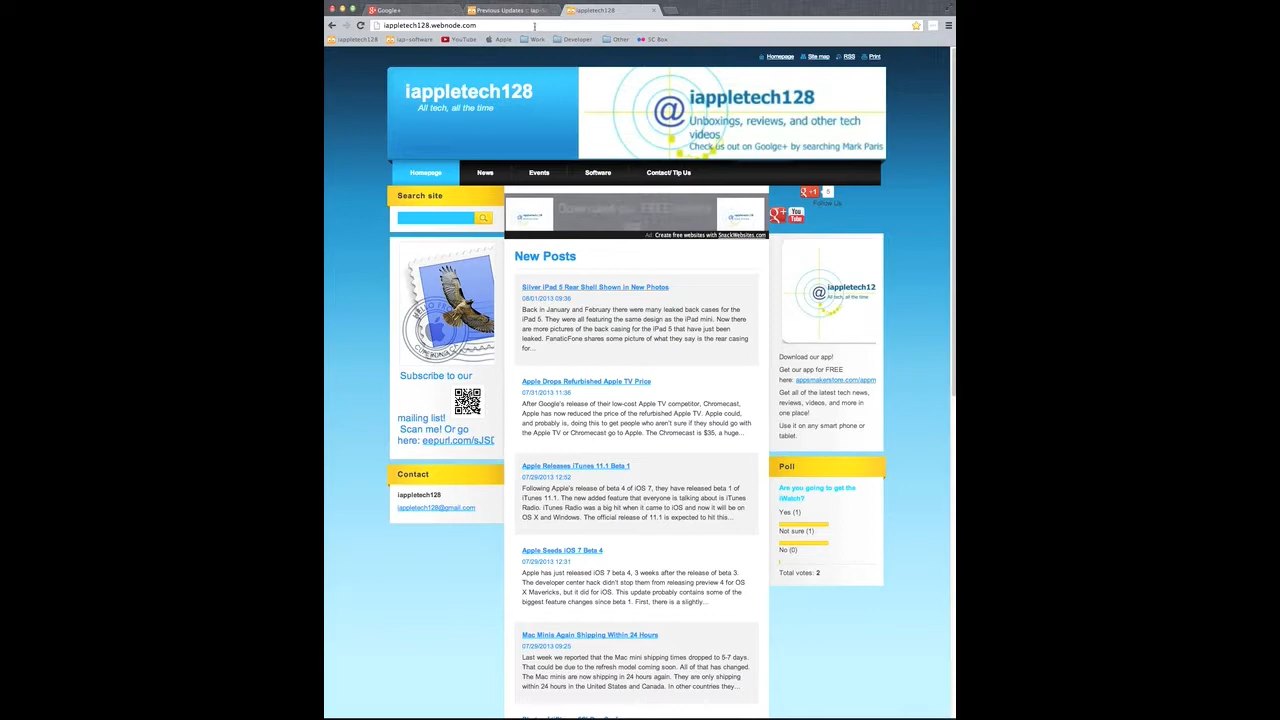 Google+
Previous Updates :: iap-
iappletech128
iappletech128.webnode.com
iappletech128
iap-software
YouTube
Apple
Work
Developer
Other
SC Box
Homepage
Site map
RSS
Print
iappletech128
All tech, all the time
@iappletech128
Unboxings, reviews, and other tech
videos
Check us out on Goolge+ by searching Mark Paris
Homepage
News
Events
Software
Contact/ Tip Us
Search site
+1
5
Follow Us
You
Tube
Ad: Create free websites with SnackWebsites.com
New Posts
Silver iPad 5 Rear Shell Shown in New Photos
08/01/2013 09:36
Back in January and February there were many leaked back cases for the
iPad 5. They were all featuring the same design as the iPad mini. Now there
are more pictures of the back casing for the iPad 5 that have just been
leaked. FanaticFone shares some picture of what they say is the rear casing
for...
Apple Drops Refurbished Apple TV Price
07/31/2013 11:36
After Google's release of their low-cost Apple TV competitor, Chromecast,
Apple has now reduced the price of the refurbished Apple TV. Apple could,
and probably is, doing this to get people who aren't sure if they should go with
the Apple TV or Chromecast go to Apple. The Chromecast is $35, a huge...
Apple Releases iTunes 11.1 Beta 1
07/29/2013 12:52
Following Apple's release of beta 4 of iOS 7, they have released beta 1 of
iTunes 11.1. The new added feature that everyone is talking about is iTunes
Radio. iTunes Radio was a big hit when it came to iOS and now it will be on
OS X and Windows. The official release of 11.1 is expected to hit this...
Apple Seeds iOS 7 Beta 4
07/29/2013 12:31
Apple has just released iOS 7 beta 4, 3 weeks after the release of beta 3.
The developer center hack didn't stop them from releasing preview 4 for OS
X Mavericks, but it did for iOS. This update probably contains some of the
biggest feature changes since beta 1. First, there is a slightly...
Mac Minis Again Shipping Within 24 Hours
07/29/2013 09:25
Last week we reported that the Mac mini shipping times dropped to 5-7 days.
That could be due to the refresh model coming soon. All of that has changed.
The Mac minis are now shipping in 24 hours again. They are only shipping
within 24 hours in the United States and Canada. In other countries they...
Subscribe to our
mailing list!
Scan me! Or go
here: eepurl.com/sJSD
Contact
iappletech128
iappletech128@gmail.com
@iappletech12
All tech, all the time
Download our app!
Get our app for FREE
here: appsmakerstore.com/appm
Get all of the latest tech news,
reviews, videos, and more in
one place!
Use it on any smart phone or
tablet.
Poll
Are you going to get the
iWatch?
Yes (1)
Not sure (1)
No (0)
Total votes: 2